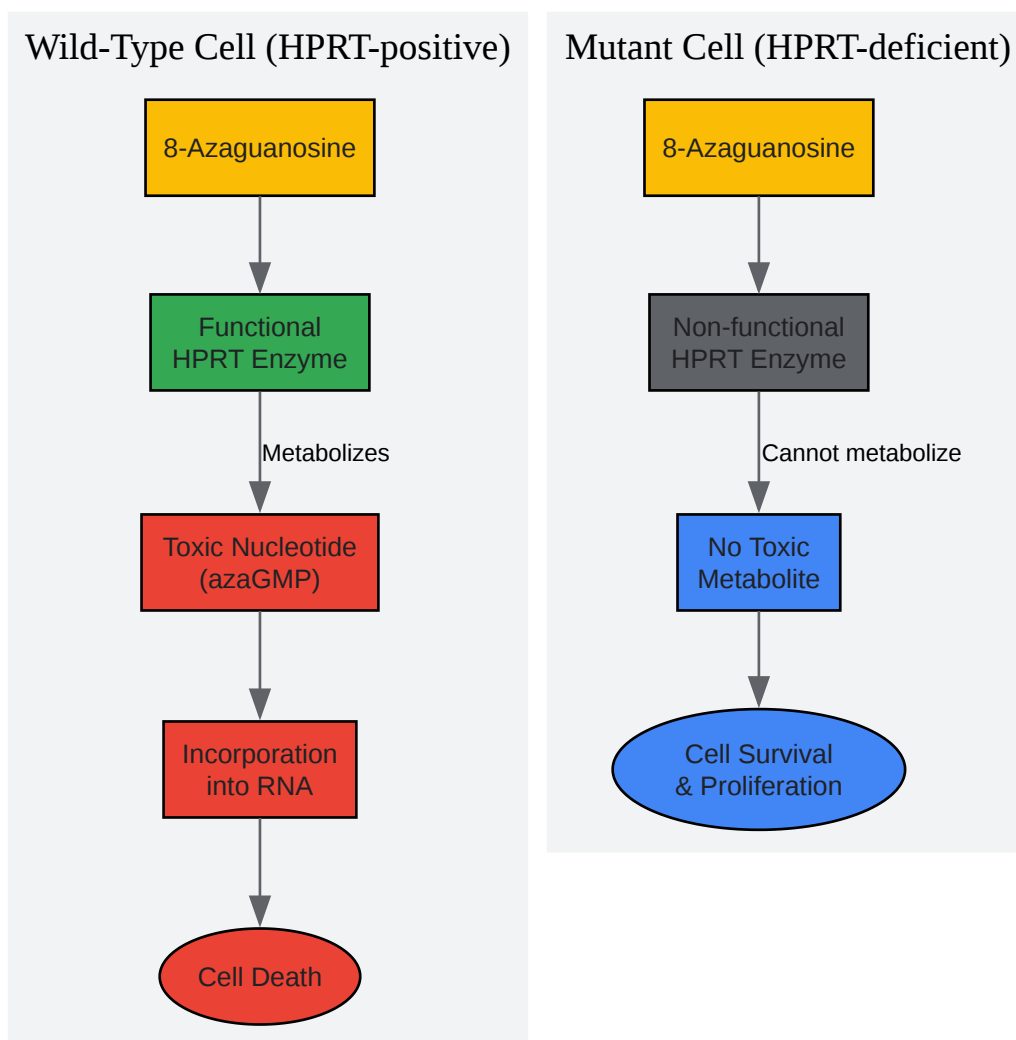 Wild-Type Cell (HPRT-positive)
8-Azaguanosine
Functional
HPRT Enzyme
Metabolizes
Toxic Nucleotide
(azaGMP)
Incorporation
into RNA
Cell Death
Mutant Cell (HPRT-deficient)
8-Azaguanosine
Non-functional
HPRT Enzyme
Cannot metabolize
No Toxic
Metabolite
Cell Survival
& Proliferation